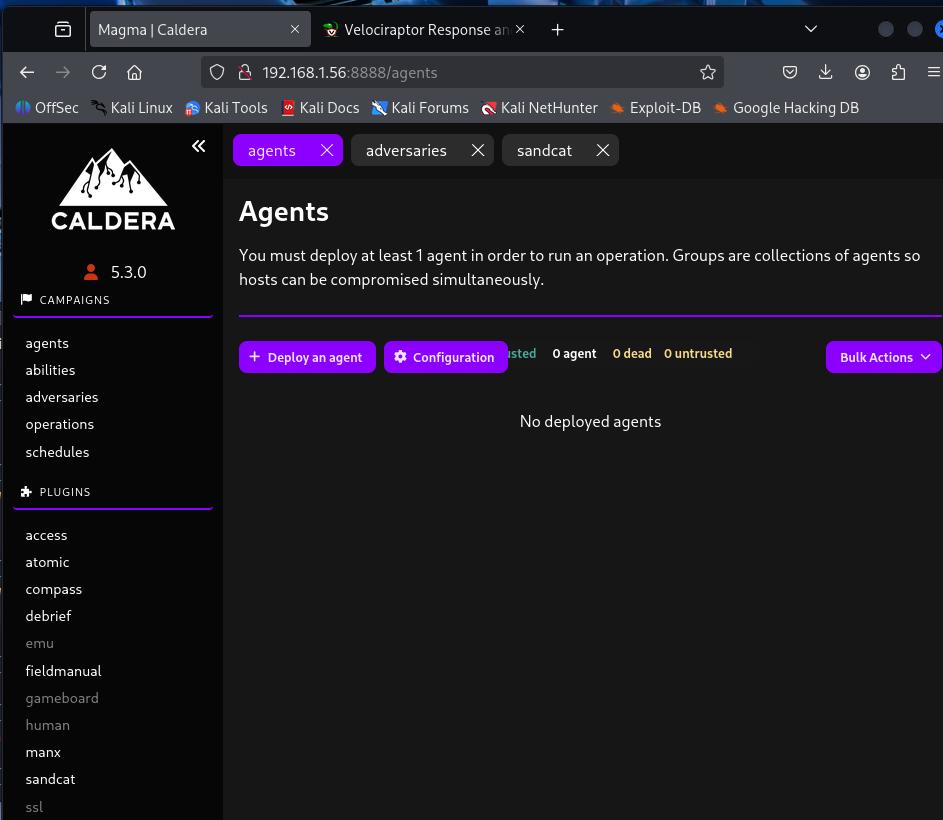 Magma | Caldera
Velociraptor Response an
192.168.1.56:8888/agents
OffSec Kali Linux Kali Tools Kali Docs Kali Forums Kali NetHunter Exploit-DB Google Hacking DB
CALDERA
5.3.0
CAMPAIGNS
agents
abilities
adversaries
operations
schedules
PLUGINS
access
atomic
compass
debrief
emu
fieldmanual
gameboard
human
manx
sandcat
ssl
agents adversaries sandcat
Agents
You must deploy at least 1 agent in order to run an operation. Groups are collections of agents so
hosts can be compromised simultaneously.
Deploy an agent Configuration usted 0 agent 0 dead 0 untrusted Bulk Actions
No deployed agents